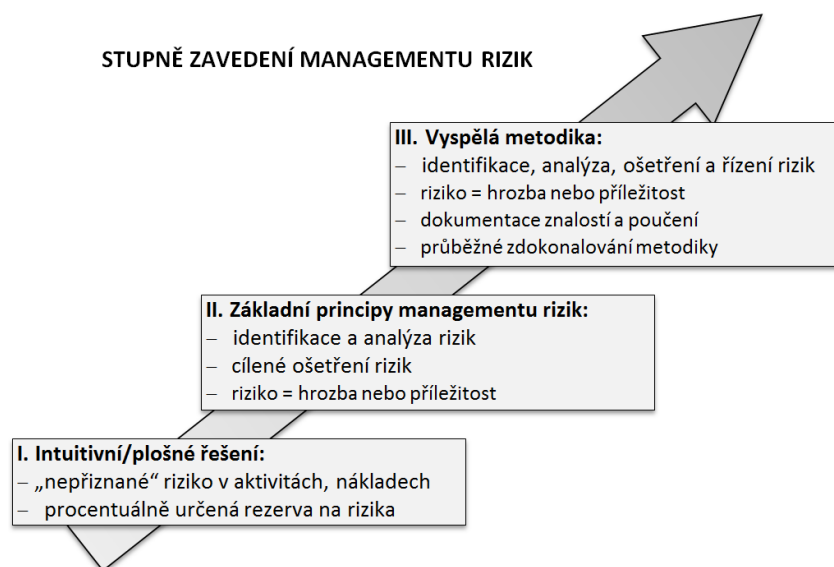 STUPNĚ ZAVEDENÍ MANAGEMENTU RIZIK
III. Vyspělá metodika:
– identifikace, analýza, ošetření a řízení rizik
– riziko = hrozba nebo příležitost
– dokumentace znalostí a poučení
– průběžné zdokonalování metodiky
II. Základní principy managementu rizik:
– identifikace a analýza rizik
– cílené ošetření rizik
– riziko = hrozba nebo příležitost
I. Intuitivní/plošné řešení:
– „nepřiznané“ riziko v aktivitách, nákladech
– procentuálně určená rezerva na rizika